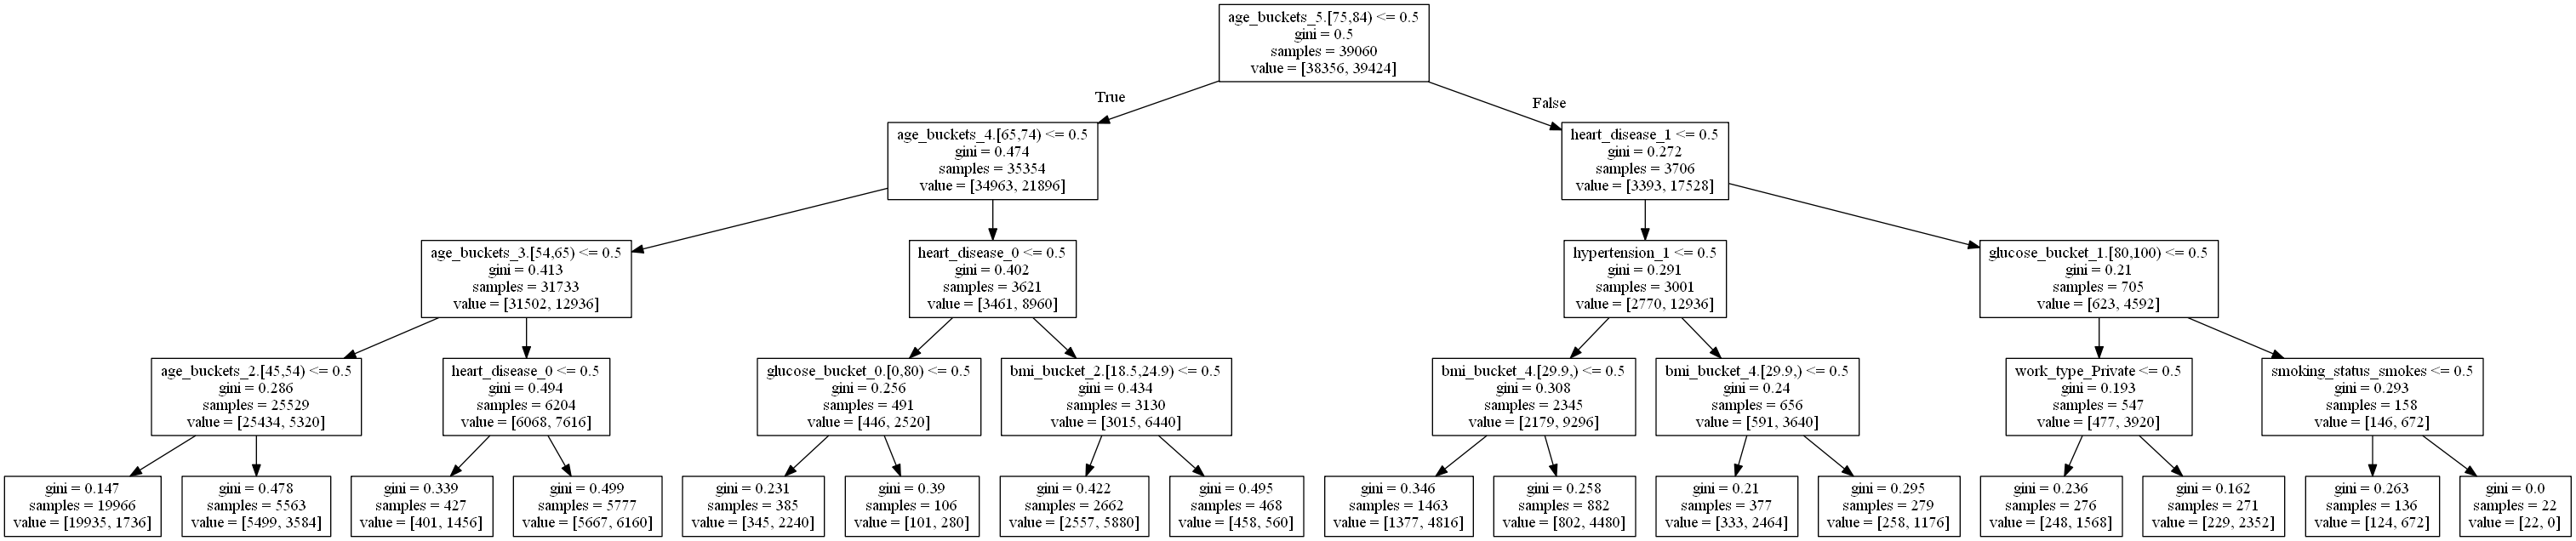 age_buckets_5.[75,84) <= 0.5
gini = 0.5
samples = 39060
value = [38356, 39424]
True
False
age_buckets_4.[65,74) <= 0.5
gini = 0.474
samples = 35354
value = [34963, 21896]
heart_disease_1 <= 0.5
gini = 0.272
samples = 3706
value = [3393, 17528]
age_buckets_3.[54,65) <= 0.5
gini = 0.413
samples = 31733
value = [31502, 12936]
heart_disease_0 <= 0.5
gini = 0.402
samples = 3621
value = [3461, 8960]
hypertension_1 <= 0.5
gini = 0.291
samples = 3001
value = [2770, 12936]
glucose_bucket_1.[80,100) <= 0.5
gini = 0.21
samples = 705
value = [623, 4592]
age_buckets_2.[45,54) <= 0.5
gini = 0.286
samples = 25529
value = [25434, 5320]
heart_disease_0 <= 0.5
gini = 0.494
samples = 6204
value = [6068, 7616]
glucose_bucket_0.[0,80) <= 0.5
gini = 0.256
samples = 491
value = [446, 2520]
bmi_bucket_2.[18.5,24.9) <= 0.5
gini = 0.434
samples = 3130
value = [3015, 6440]
bmi_bucket_4.[29.9,) <= 0.5
gini = 0.308
samples = 2345
value = [2179, 9296]
bmi_bucket_4.[29.9,) <= 0.5
gini = 0.24
samples = 656
value = [591, 3640]
work_type_Private <= 0.5
gini = 0.193
samples = 547
value = [477, 3920]
smoking_status_smokes <= 0.5
gini = 0.293
samples = 158
value = [146, 672]
gini = 0.147
samples = 19966
value = [19935, 1736]
gini = 0.478
samples = 5563
value = [5499, 3584]
gini = 0.339
samples = 427
value = [401, 1456]
gini = 0.499
samples = 5777
value = [5667, 6160]
gini = 0.231
samples = 385
value = [345, 2240]
gini = 0.39
samples = 106
value = [101, 280]
gini = 0.422
samples = 2662
value = [2557, 5880]
gini = 0.495
samples = 468
value = [458, 560]
gini = 0.346
samples = 1463
value = [1377, 4816]
gini = 0.258
samples = 882
value = [802, 4480]
gini = 0.21
samples = 377
value = [333, 2464]
gini = 0.295
samples = 279
value = [258, 1176]
gini = 0.236
samples = 276
value = [248, 1568]
gini = 0.162
samples = 271
value = [229, 2352]
gini = 0.263
samples = 136
value = [124, 672]
gini = 0.0
samples = 22
value = [22, 0]